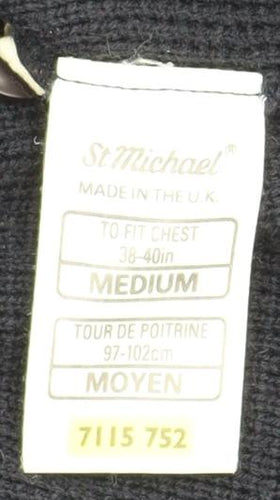 St Michael®
MADE IN THE U.K.
TO FIT CHEST
38-40in
MEDIUM
TOUR DE POITRINE
97-102cm
MOYEN
7115 752